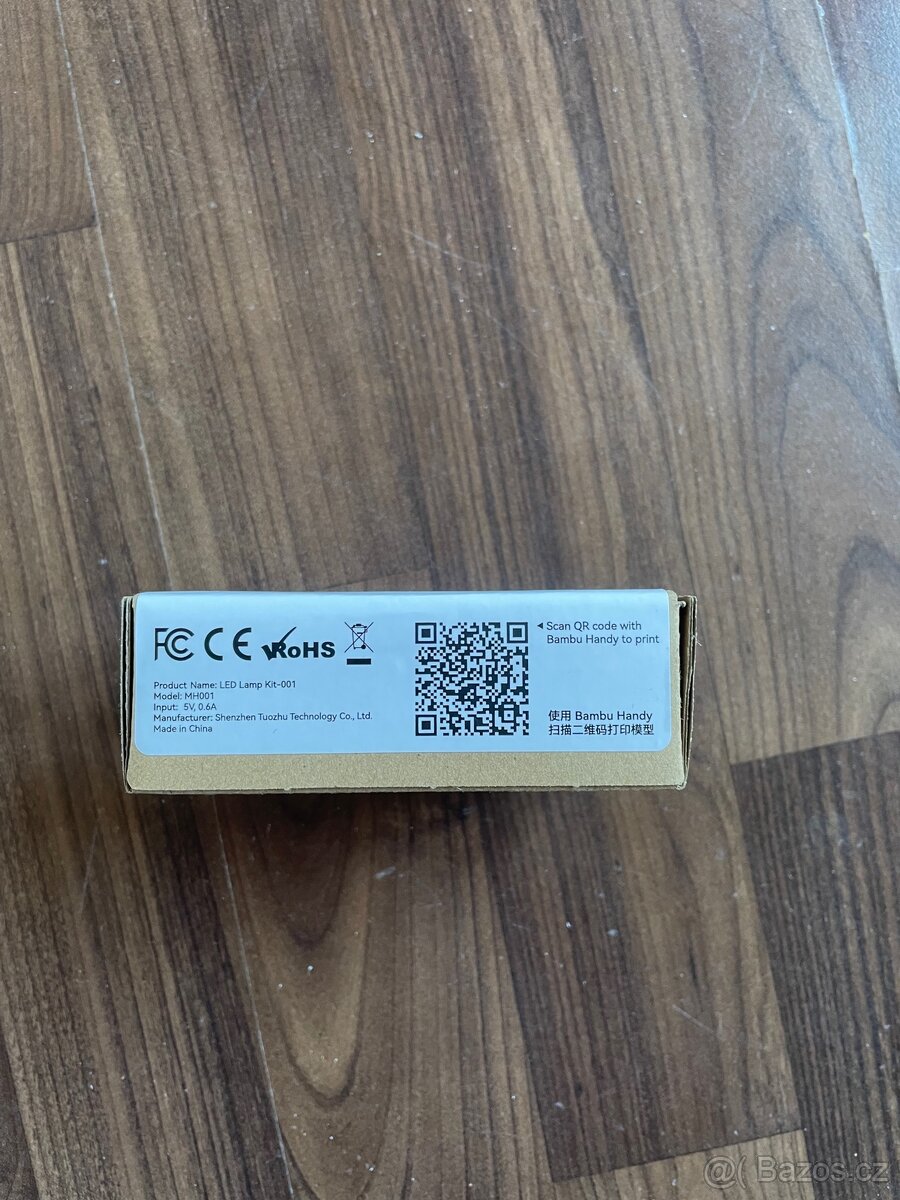 FC CE RoHS
Product Name: LED Lamp Kit-001
Model: MH001
Input: 5V, 0.6A
Manufacturer: Shenzhen Tuozhu Technology Co., Ltd.
Made in China
◄ Scan QR code with
Bambu Handy to print
使用 Bambu Handy
扫描二维码打印模型
@( Bazos.cz